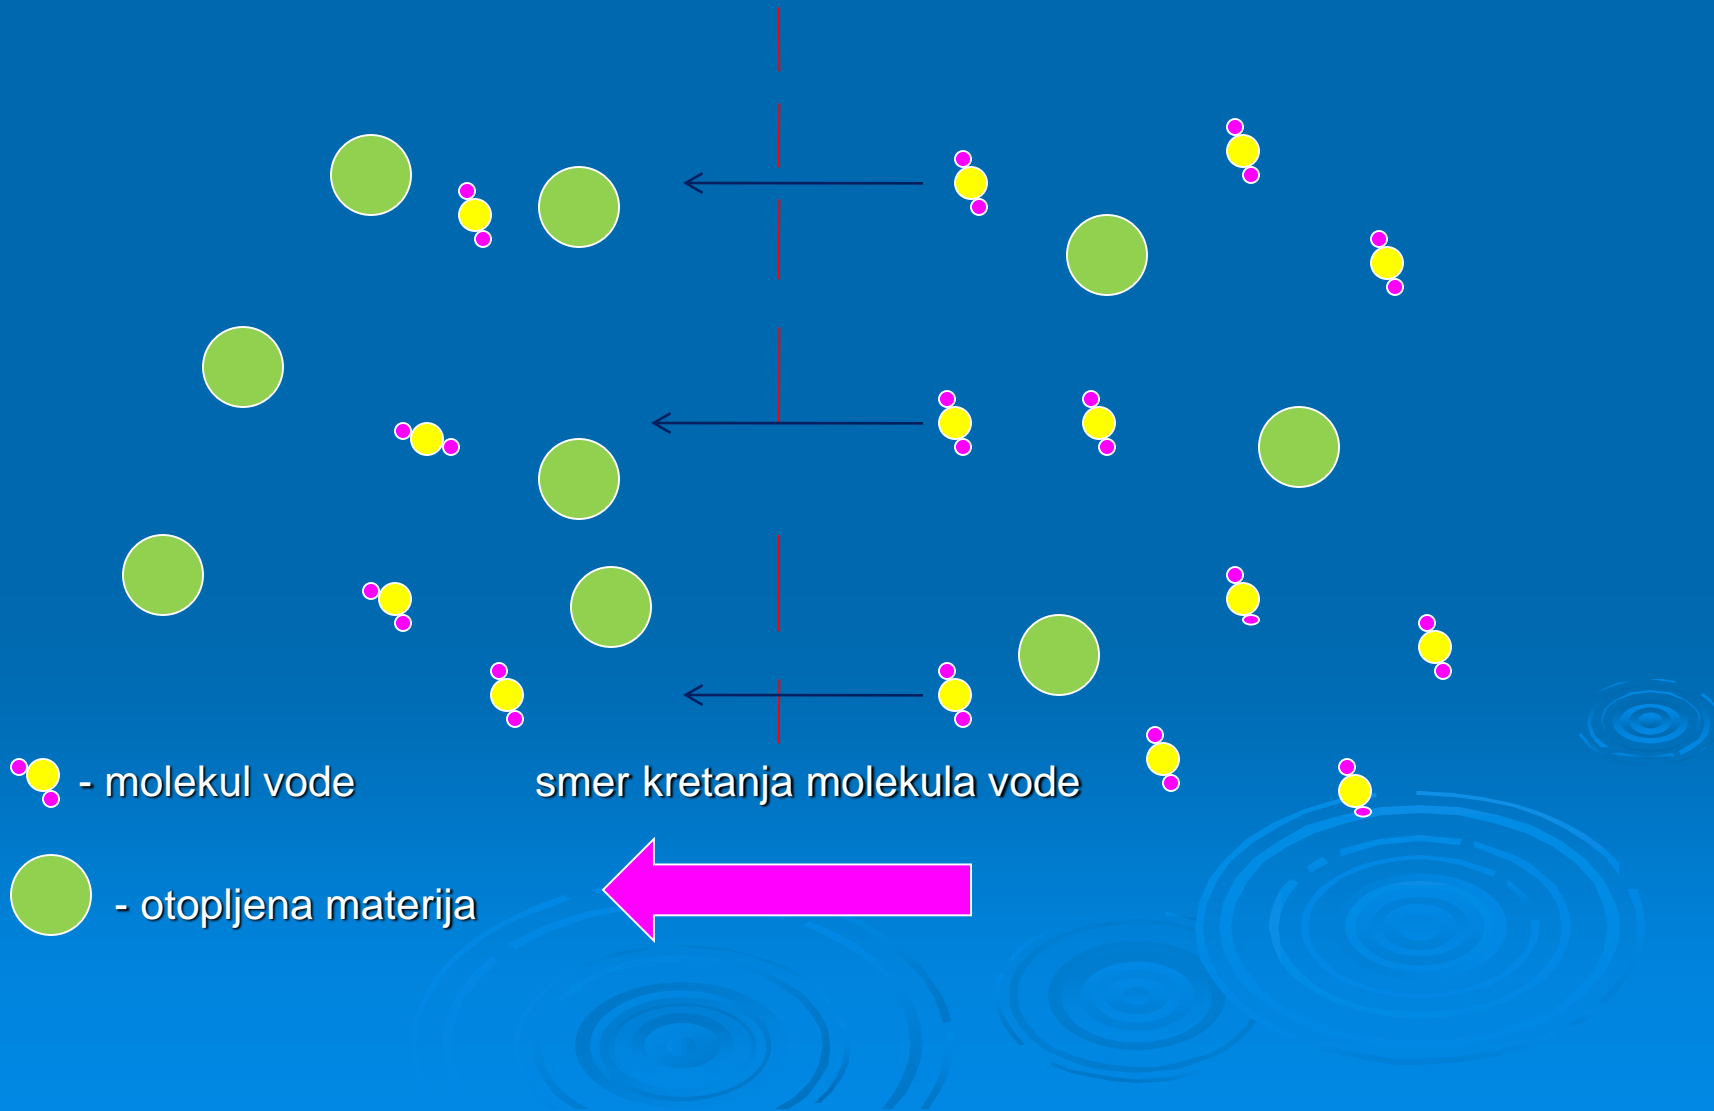 - molekul vode
smer kretanja molekula vode
- otopljena materija